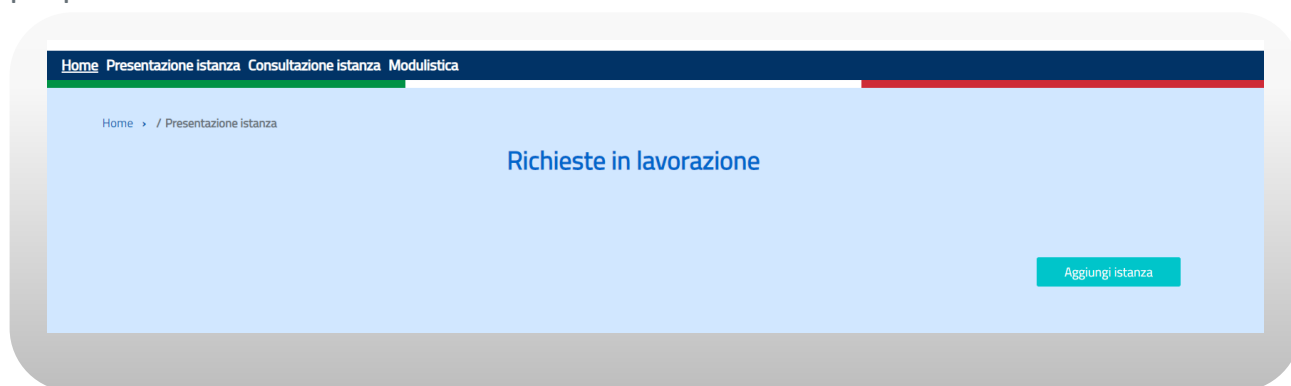 Home Presentazione istanza Consultazione istanza Modulistica
Home › / Presentazione istanza
Richieste in lavorazione
Aggiungi istanza